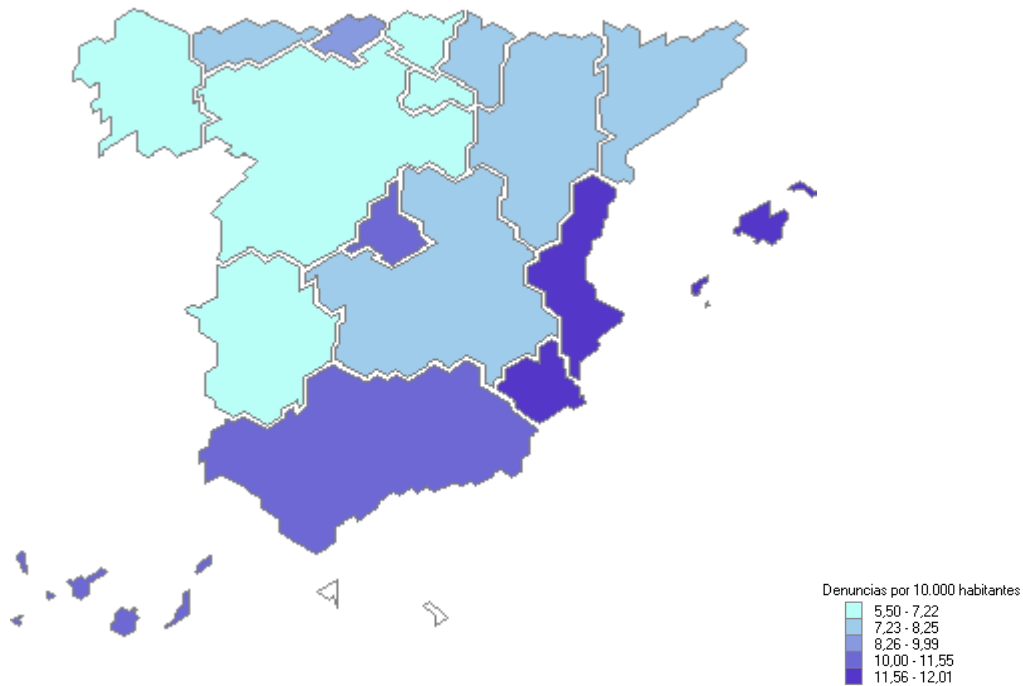 Denuncias por 10.000 habitantes
5,50 - 7,22
7,23 - 8,25
8,26 - 9,99
10,00 - 11,55
11,56 - 12,01